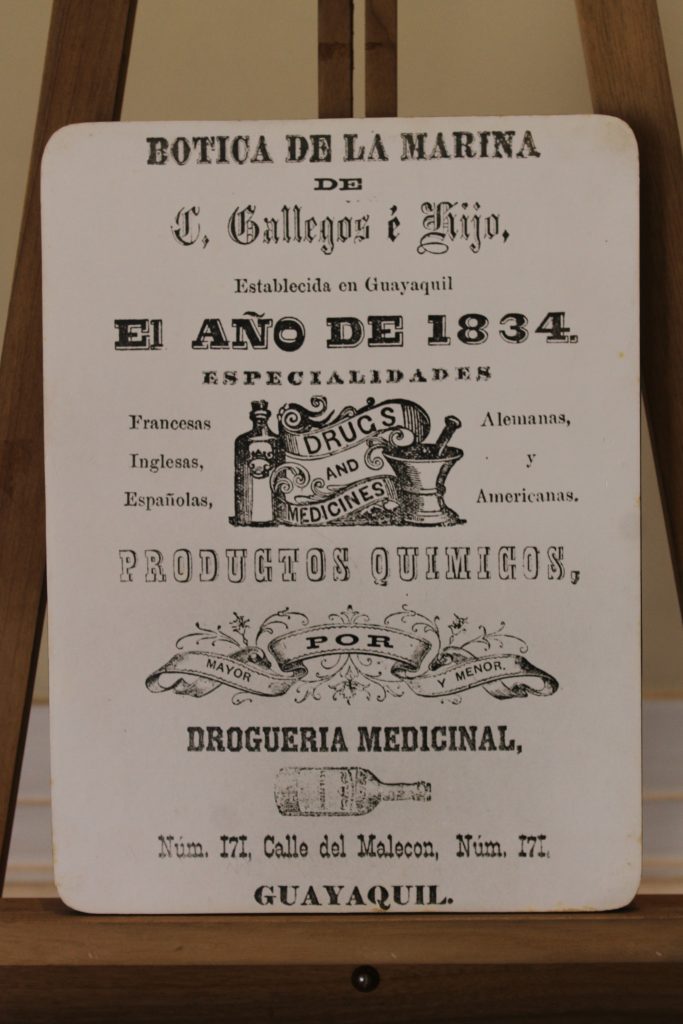 BOTICA DE LA MARINA
DE
C, Gallegos é Hijo,
Establecida en Guayaquil
El AÑO DE 1834.
ESPECIALIDADES
Francesas
Inglesas,
Españolas,
DRUGS
AND
MEDICINES
Alemanas,
y
Americanas.
PRODUCTOS QUIMICOS,
POR
MAYOR
Y MENOR.
DROGUERIA MEDICINAL,
Núm. 171, Calle del Malecon, Núm. 171.
GUAYAQUIL.